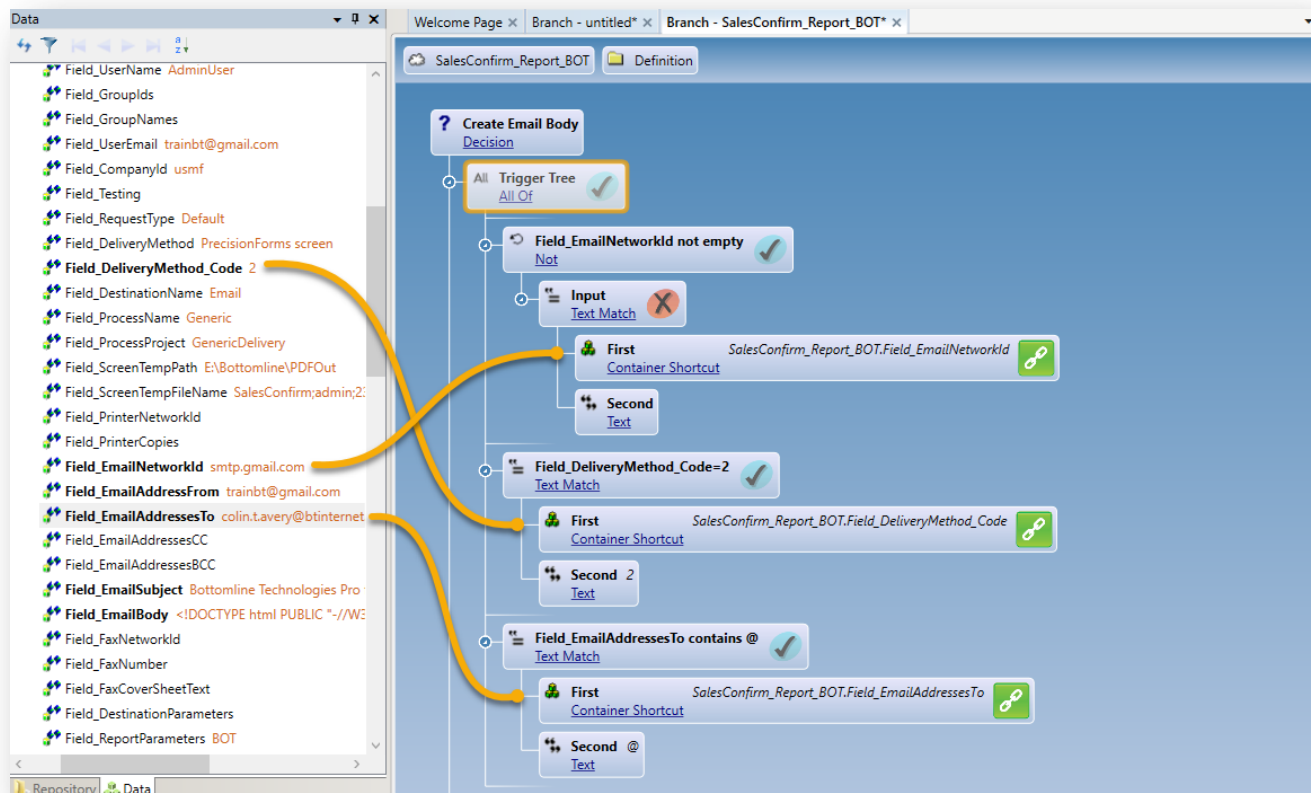 Data
Field_UserName AdminUser
Field_GroupIds
Field_GroupNames
Field_UserEmail trainbt@gmail.com
Field_CompanyId usmf
Field_Testing
Field_RequestType Default
Field_DeliveryMethod PrecisionForms screen
Field_DeliveryMethod_Code 2
Field_DestinationName Email
Field_ProcessName Generic
Field_ProcessProject GenericDelivery
Field_ScreenTempPath E:\Bottomline\PDFOut
Field_ScreenTempFileName SalesConfirm;admin;23
Field_PrinterNetworkId
Field_PrinterCopies
Field_EmailNetworkId smtp.gmail.com
Field_EmailAddressFrom trainbt@gmail.com
Field_EmailAddressesTo colin.t.avery@btinternet
Field_EmailAddressesCC
Field_EmailAddressesBCC
Field_EmailSubject Bottomline Technologies Pro
Field_EmailBody <!DOCTYPE html PUBLIC "-//W3
Field_FaxNetworkId
Field_FaxNumber
Field_FaxCoverSheetText
Field_DestinationParameters
Field_ReportParameters BOT
Repository Data
Welcome Page Branch - untitled* Branch - SalesConfirm_Report_BOT*
SalesConfirm_Report_BOT Definition
? Create Email Body
Decision
All Trigger Tree
All Of
Field_EmailNetworkId not empty
Not
Input
Text Match
First SalesConfirm_Report_BOT.Field_EmailNetworkId
Container Shortcut
Second
Text
Field_DeliveryMethod_Code=2
Text Match
First SalesConfirm_Report_BOT.Field_DeliveryMethod_Code
Container Shortcut
Second 2
Text
Field_EmailAddressesTo contains @
Text Match
First SalesConfirm_Report_BOT.Field_EmailAddressesTo
Container Shortcut
Second @
Text